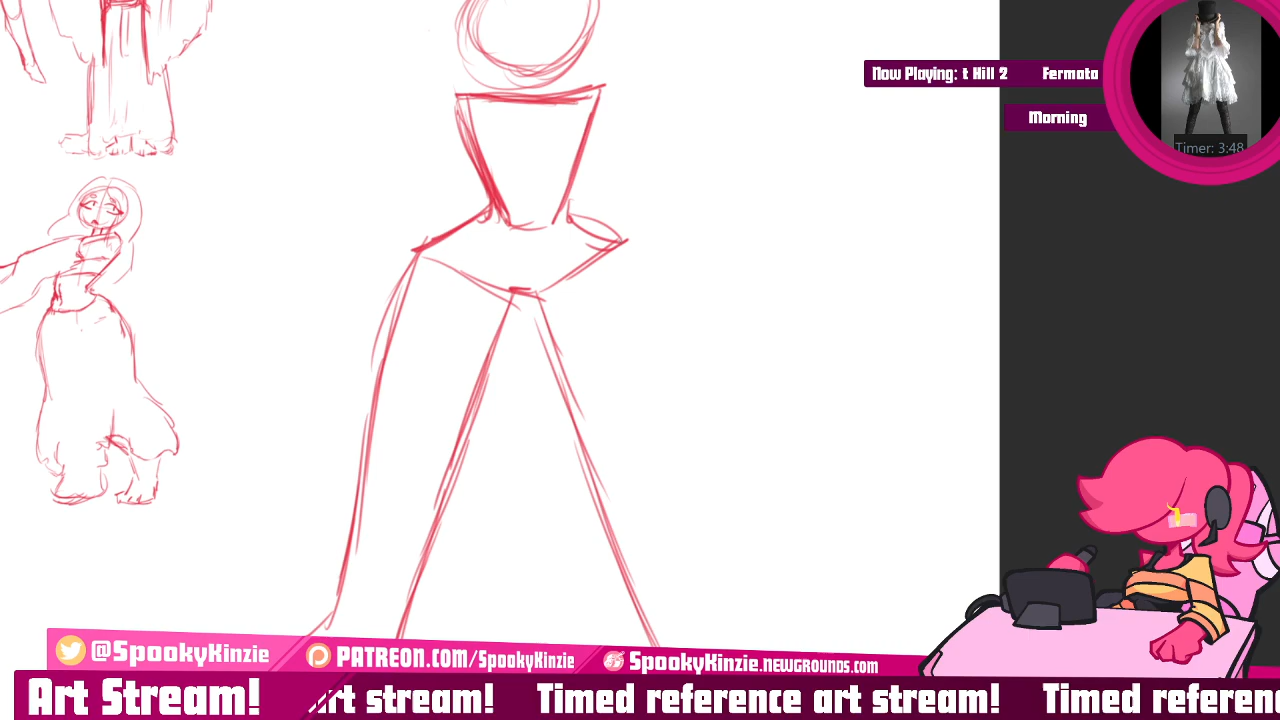 Now Playing: t Hill 2 Fermata
Morning
Timer: 3:48
@SpookyKinzie
PATREON.COM/SpookyKinzie
SpookyKinzie.NEWGROUNDS.COM
Art Stream! rt stream! Timed reference art stream! Timed referen